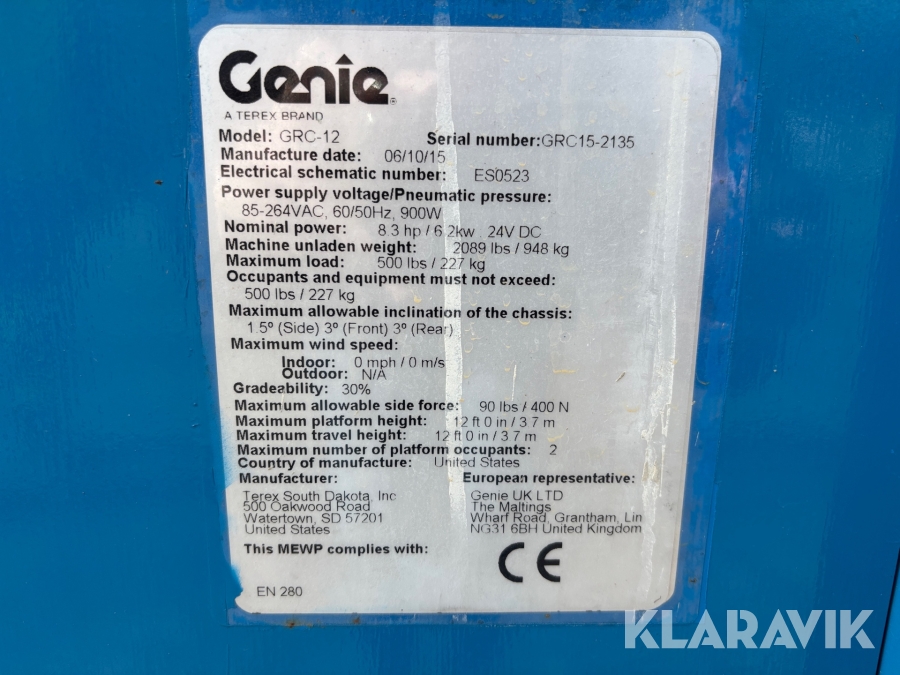 Genie
A TEREX BRAND
Model: GRC-12 Serial number: GRC15-2135
Manufacture date: 06/10/15
Electrical schematic number: ES0523
Power supply voltage/Pneumatic pressure:
85-264VAC, 60/50Hz, 900W
Nominal power: 8.3 hp / 6.2kw 24V DC
Machine unladen weight: 2089 lbs / 948 kg
Maximum load: 500 lbs / 227 kg
Occupants and equipment must not exceed:
500 lbs / 227 kg
Maximum allowable inclination of the chassis:
1.5º (Side) 3º (Front) 3º (Rear)
Maximum wind speed:
Indoor: 0 mph / 0 m/s
Outdoor: N/A
Gradeability: 30%
Maximum allowable side force: 90 lbs / 400 N
Maximum platform height: 12 ft 0 in / 3.7 m
Maximum travel height: 12 ft 0 in / 3.7 m
Maximum number of platform occupants: 2
Country of manufacture: United States
Manufacturer:
Terex South Dakota, Inc
500 Oakwood Road
Watertown, SD 57201
United States
European representative:
Genie UK LTD
The Maltings
Wharf Road, Grantham, Lin
NG31 6BH United Kingdom
This MEWP complies with:
CE
EN 280
KLARAVIK